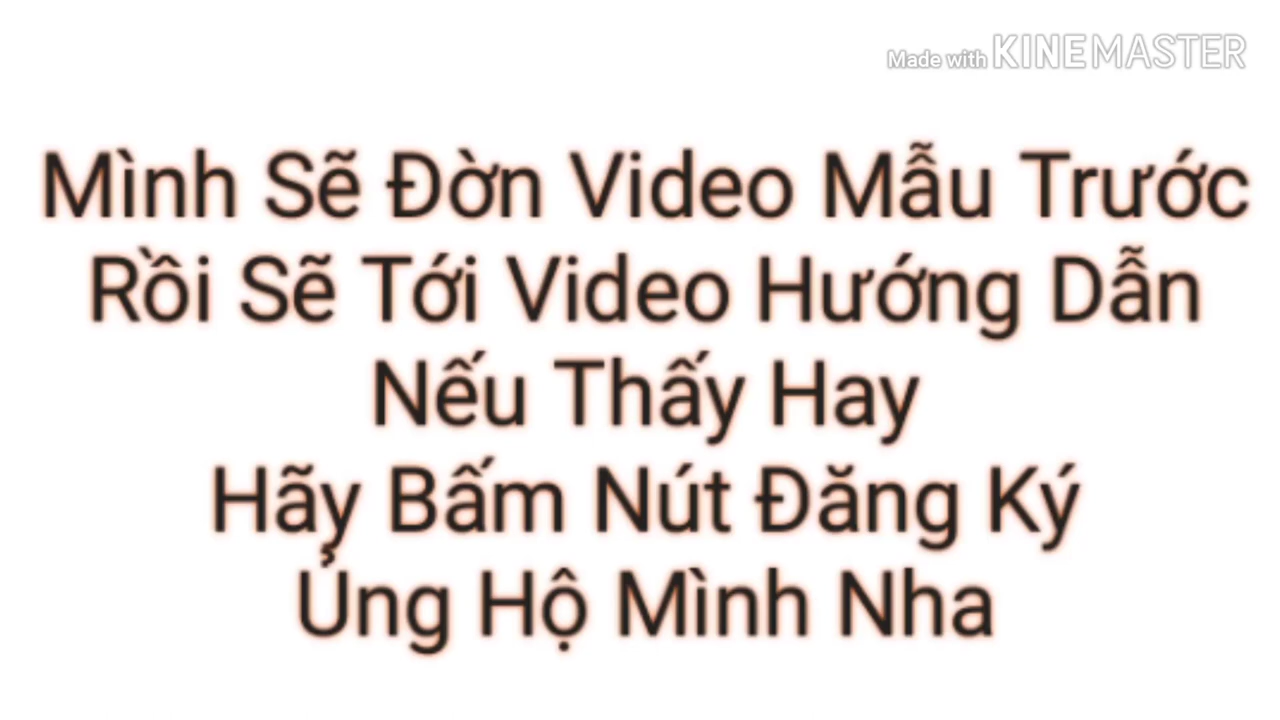 Made with KINEMASTER
Mình Sẽ Đờn Video Mẫu Trước
Rồi Sẽ Tới Video Hướng Dẫn
Nếu Thấy Hay
Hãy Bấm Nút Đăng Ký
Ủng Hộ Mình Nha